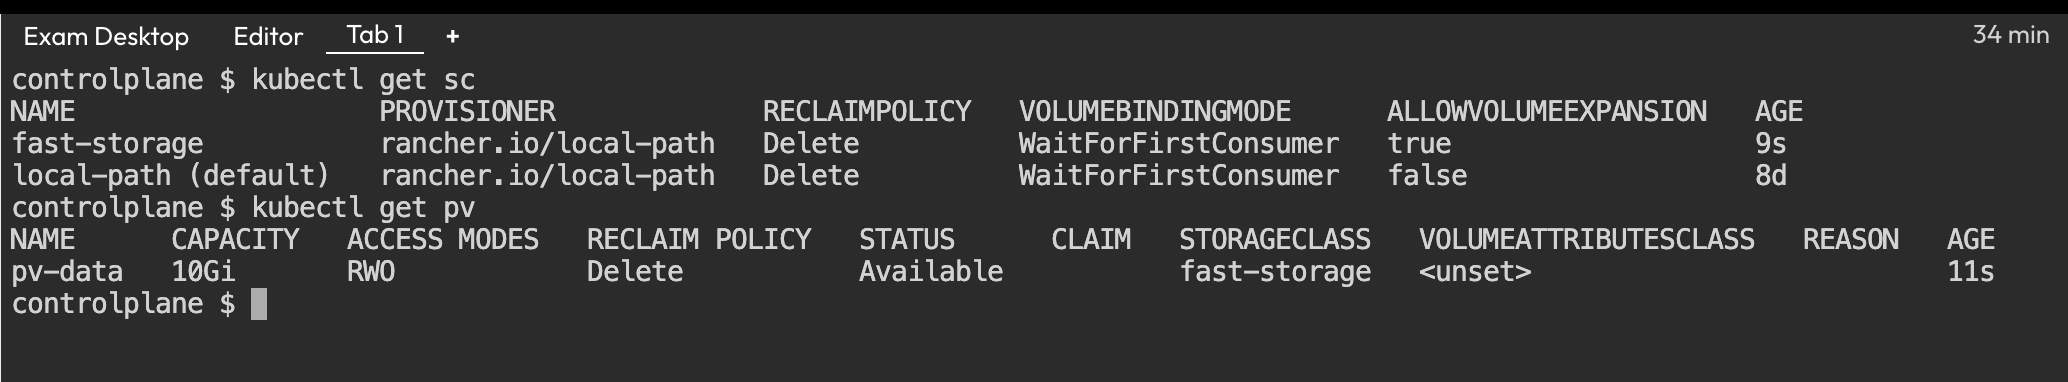 Exam Desktop Editor Tab 1 + 34 min
controlplane $ kubectl get sc
NAME PROVISIONER RECLAIMPOLICY VOLUMEBINDINGMODE ALLOWVOLUMEEXPANSION AGE
fast-storage rancher.io/local-path Delete WaitForFirstConsumer true 9s
local-path (default) rancher.io/local-path Delete WaitForFirstConsumer false 8d
controlplane $ kubectl get pv
NAME CAPACITY ACCESS MODES RECLAIM POLICY STATUS CLAIM STORAGECLASS VOLUMEATTRIBUTESCLASS REASON AGE
pv-data 10Gi RWO Delete Available fast-storage <unset> 11s
controlplane $